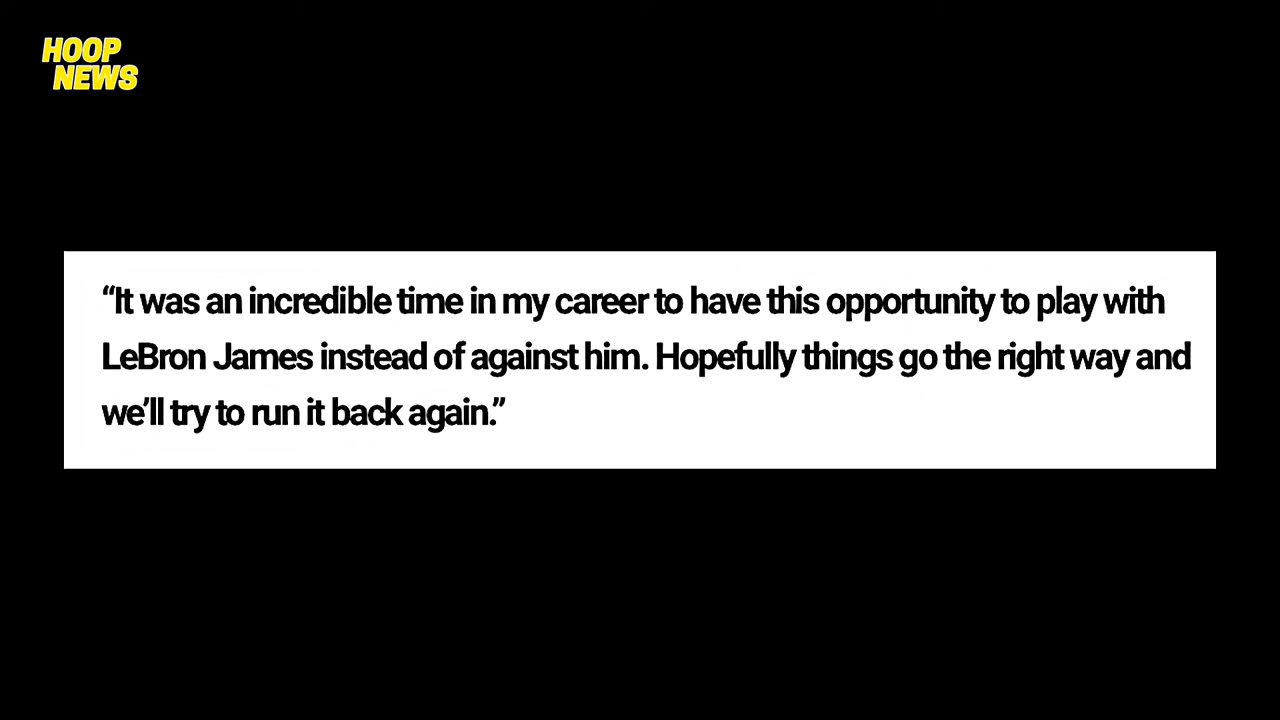 HOOP
NEWS
“It was an incredible time in my career to have this opportunity to play with
LeBron James instead of against him. Hopefully things go the right way and
we’ll try to run it back again.”